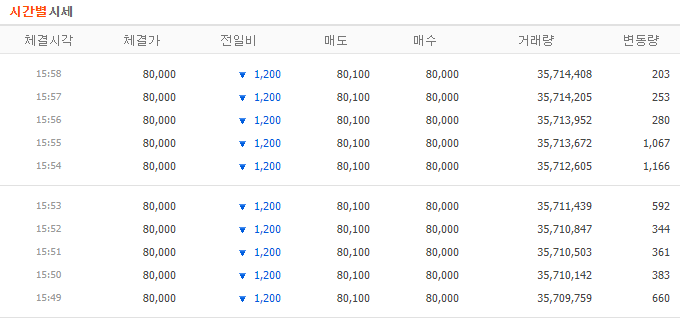 시간별시세
체결시각 체결가 전일비 매도 매수 거래량 변동량
15:58 80,000 ▼ 1,200 80,100 80,000 35,714,408 203
15:57 80,000 ▼ 1,200 80,100 80,000 35,714,205 253
15:56 80,000 ▼ 1,200 80,100 80,000 35,713,952 280
15:55 80,000 ▼ 1,200 80,100 80,000 35,713,672 1,067
15:54 80,000 ▼ 1,200 80,100 80,000 35,712,605 1,166
15:53 80,000 ▼ 1,200 80,100 80,000 35,711,439 592
15:52 80,000 ▼ 1,200 80,100 80,000 35,710,847 344
15:51 80,000 ▼ 1,200 80,100 80,000 35,710,503 361
15:50 80,000 ▼ 1,200 80,100 80,000 35,710,142 383
15:49 80,000 ▼ 1,200 80,100 80,000 35,709,759 660